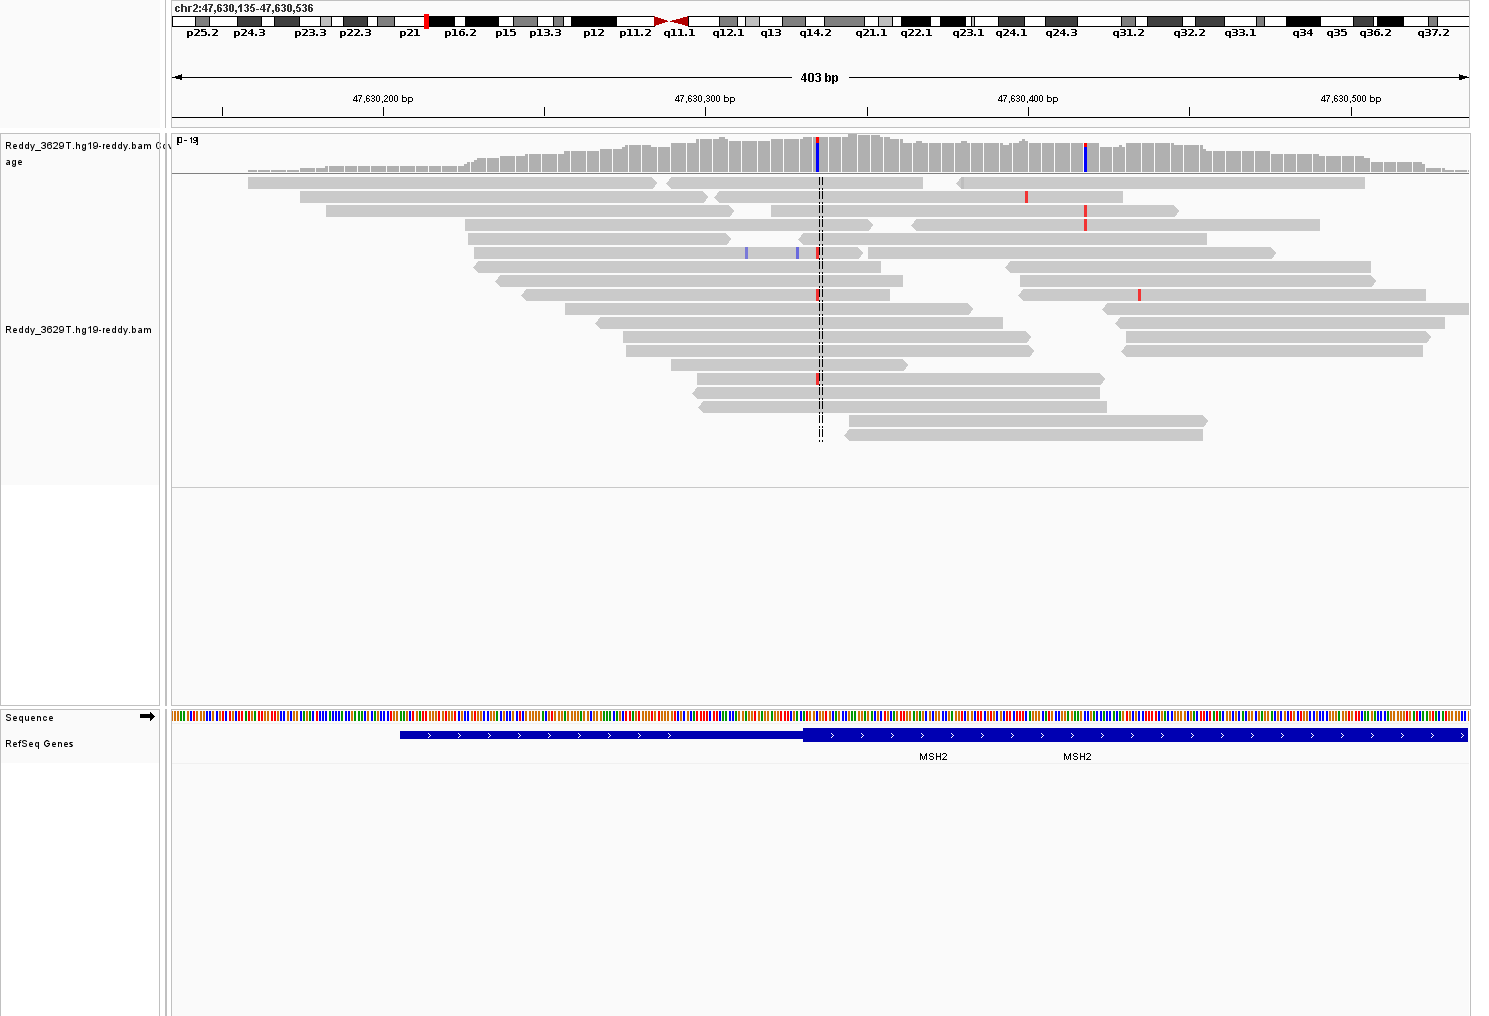 chr2:47,630,135-47,630,536
p25.2 p24.3 p23.3 p22.3 p21 p16.2 p15 p13.3 p12 p11.2 q11.1 q12.1 q13 q14.2 q21.1 q22.1 q23.1 q24.1 q24.3 q31.2 q32.2 q33.1 q34 q35 q36.2 q37.2
403 bp
47,630,200 bp 47,630,300 bp 47,630,400 bp 47,630,500 bp
[0 - 19]
Reddy_3629T.hg19-reddy.bam Cov
age
Reddy_3629T.hg19-reddy.bam
Sequence
RefSeq Genes
MSH2 MSH2